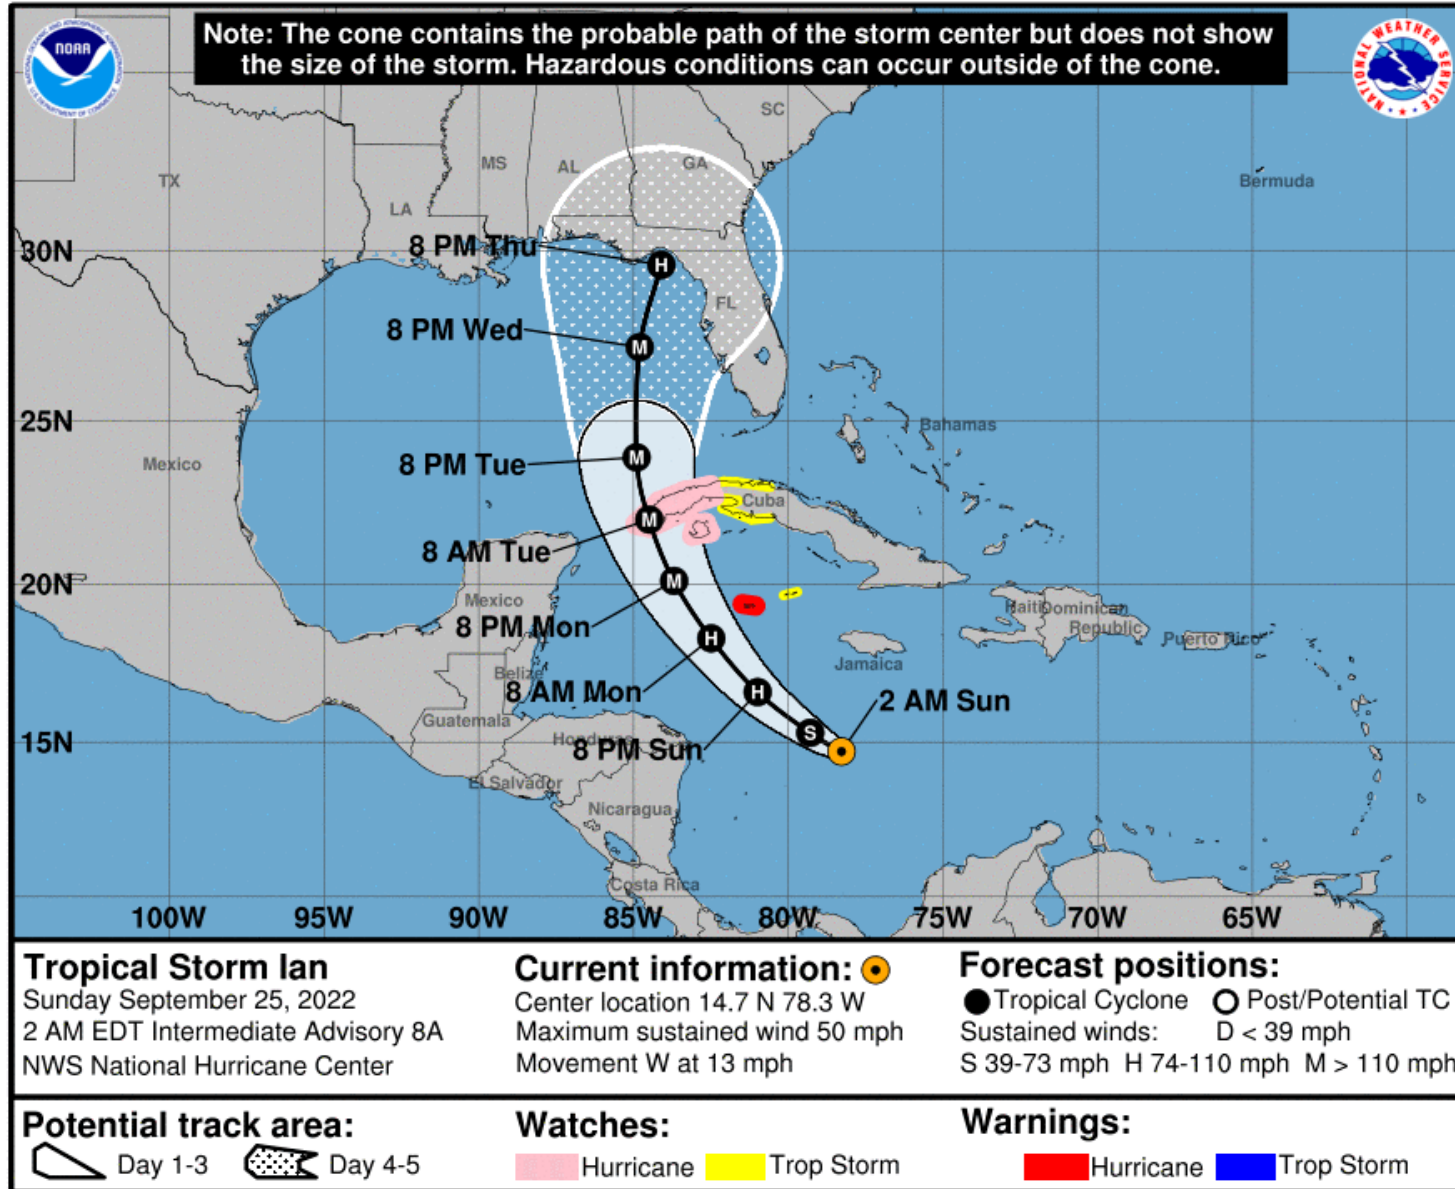 Note: The cone contains the probable path of the storm center but does not show
the size of the storm. Hazardous conditions can occur outside of the cone.
NOAA
NATIONAL WEATHER SERVICE
SC
MS
AL
GA
TX
LA
Bermuda
8 PM Thu
30N
H
FL
8 PM Wed
M
25N
Bahamas
Mexico
8 PM Tue
M
Cuba
M
8 AM Tue
20N
M
Mexico
Haiti
Dominican
Republic
8 PM Mon
H
Puerto Rico
Jamaica
Belize
8 AM Mon
H
2 AM Sun
Guatemala
S
15N
Honduras
8 PM Sun
El Salvador
Nicaragua
Costa Rica
100W 95W 90W 85W 80W 75W 70W 65W
Tropical Storm Ian
Sunday September 25, 2022
2 AM EDT Intermediate Advisory 8A
NWS National Hurricane Center
Current information:
Center location 14.7 N 78.3 W
Maximum sustained wind 50 mph
Movement W at 13 mph
Forecast positions:
Tropical Cyclone Post/Potential TC
Sustained winds: D < 39 mph
S 39-73 mph H 74-110 mph M > 110 mph
Potential track area:
Day 1-3 Day 4-5
Watches:
Hurricane Trop Storm
Warnings:
Hurricane Trop Storm